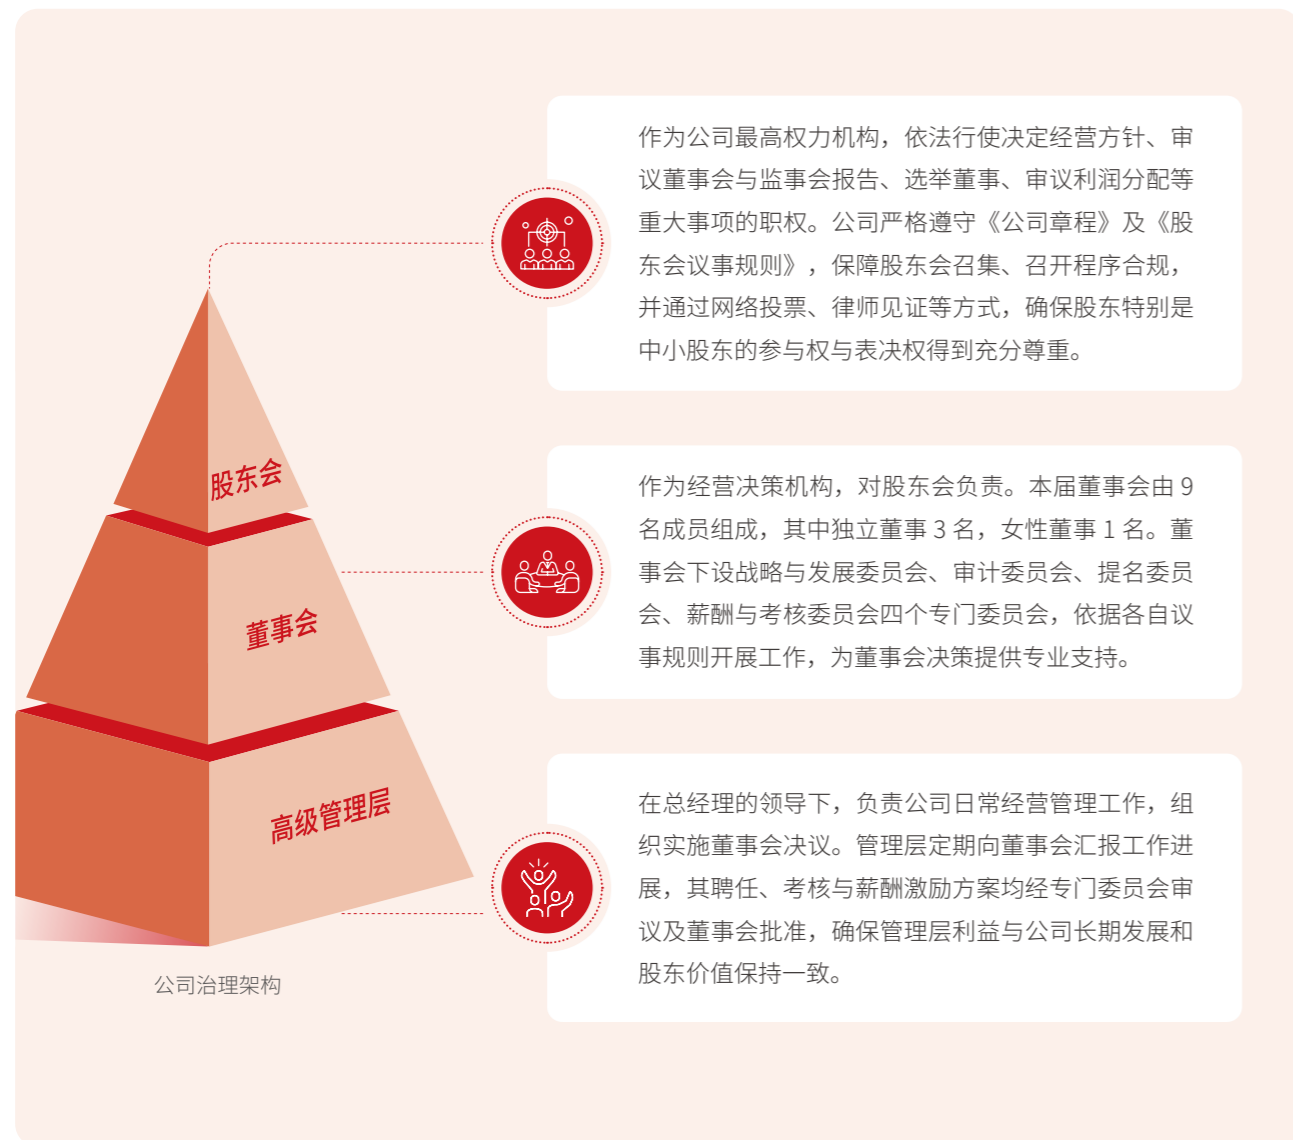 作为公司最高权力机构，依法行使决定经营方针、审
议董事会与监事会报告、选举董事、审议利润分配等
重大事项的职权。公司严格遵守《公司章程》及《股
东会议事规则》，保障股东会召集、召开程序合规，
并通过网络投票、律师见证等方式，确保股东特别是
中小股东的参与权与表决权得到充分尊重。
股东会
作为经营决策机构，对股东会负责。本届董事会由 9
名成员组成，其中独立董事 3 名，女性董事 1 名。董
事会下设战略与发展委员会、审计委员会、提名委员
会、薪酬与考核委员会四个专门委员会，依据各自议
事规则开展工作，为董事会决策提供专业支持。
董事会
在总经理的领导下，负责公司日常经营管理工作，组
织实施董事会决议。管理层定期向董事会汇报工作进
展，其聘任、考核与薪酬激励方案均经专门委员会审
议及董事会批准，确保管理层利益与公司长期发展和
股东价值保持一致。
高级管理层
公司治理架构